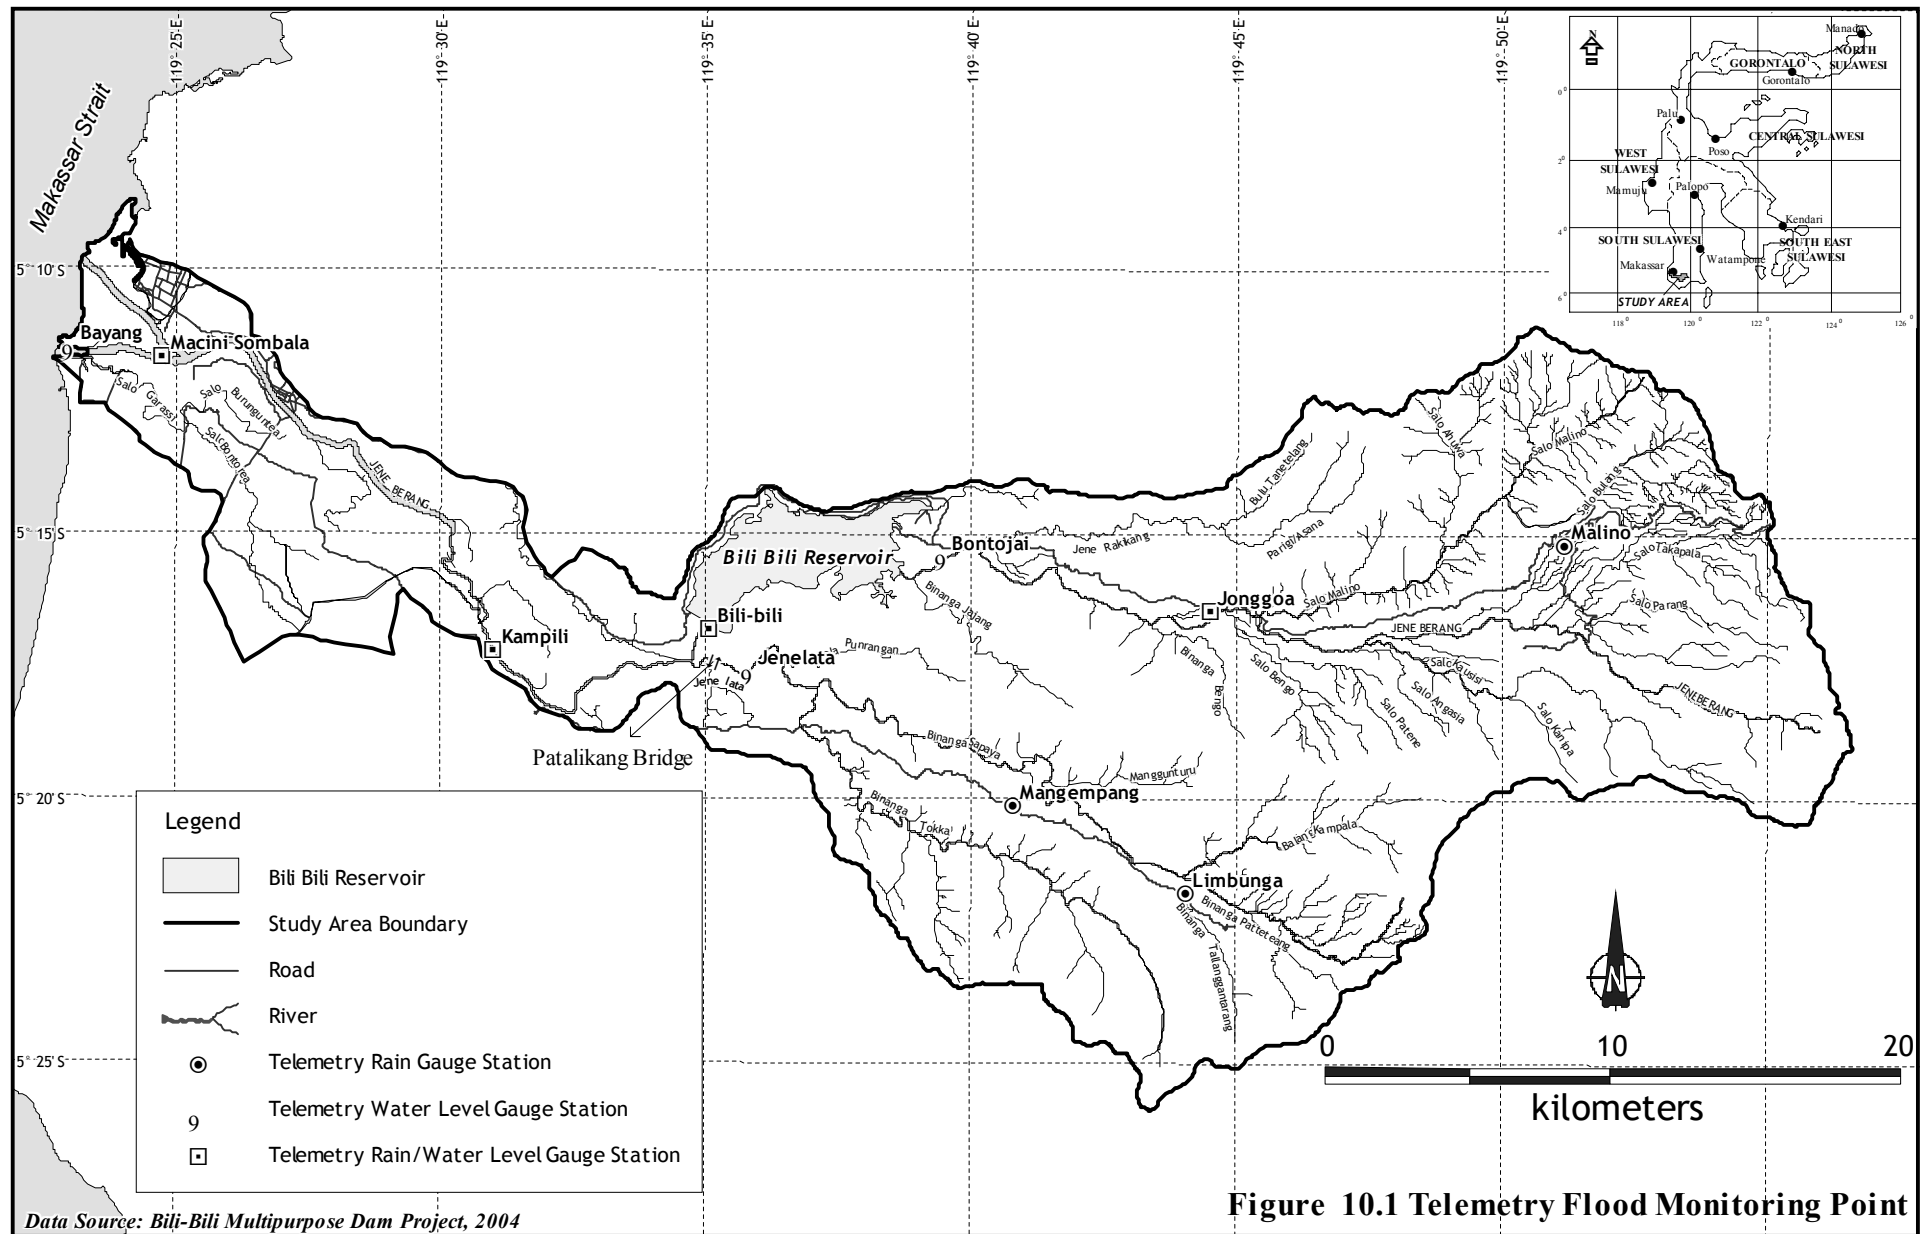 119° 25' E
119° 30' E
119° 35' E
119° 40' E
119° 45' E
119° 50' E
5° 10' S
5° 15' S
5° 20' S
5° 25' S
Makassar Strait
N
Manado
NORTH
SULAWESI
GORONTALO
Gorontalo
Palu
CENTRAL SULAWESI
Poso
WEST
SULAWESI
Mamuju
Palopo
Kendari
SOUTH SULAWESI
SOUTH EAST
SULAWESI
Makassar
Watampone
STUDY AREA
0°
2°
4°
6°
118°
120°
122°
124°
126°
Bayang
9
Macini Sombala
Salo
Garassi
Salo
Burunguntea/
Salo Bontorea
JENE BERANG
Kampili
Bili Bili Reservoir
Bili-bili
Bontojai
9
Jene Rakikang
Bulu Tanetelang
Parigi/Asana
Salo Ahuwa
Salo Malino
Salo Bulang
Malino
Salo Takapala
Salo Parang
Jonggoa
Salo Malino
JENE BERANG
Binanga Jajang
Jenelata
9
Punrangan
Jene lata
Binanga
Bengo
Salo Bengo
Salo Kausisi
Salo Angasia
Salo Patene
Salo Kanipa
JENEBERANG
Patalikang Bridge
Binanga Sapaya
Manggunturu
Mangempang
Binanga
Tokka
Balang Kampala
Limbunga
Binanga Patteteang
Binanga
Tallanggantarang
Legend
Bili Bili Reservoir
Study Area Boundary
Road
River
Telemetry Rain Gauge Station
9
Telemetry Water Level Gauge Station
Telemetry Rain/Water Level Gauge Station
N
0 10 20
kilometers
Figure 10.1 Telemetry Flood Monitoring Point
Data Source: Bili-Bili Multipurpose Dam Project, 2004